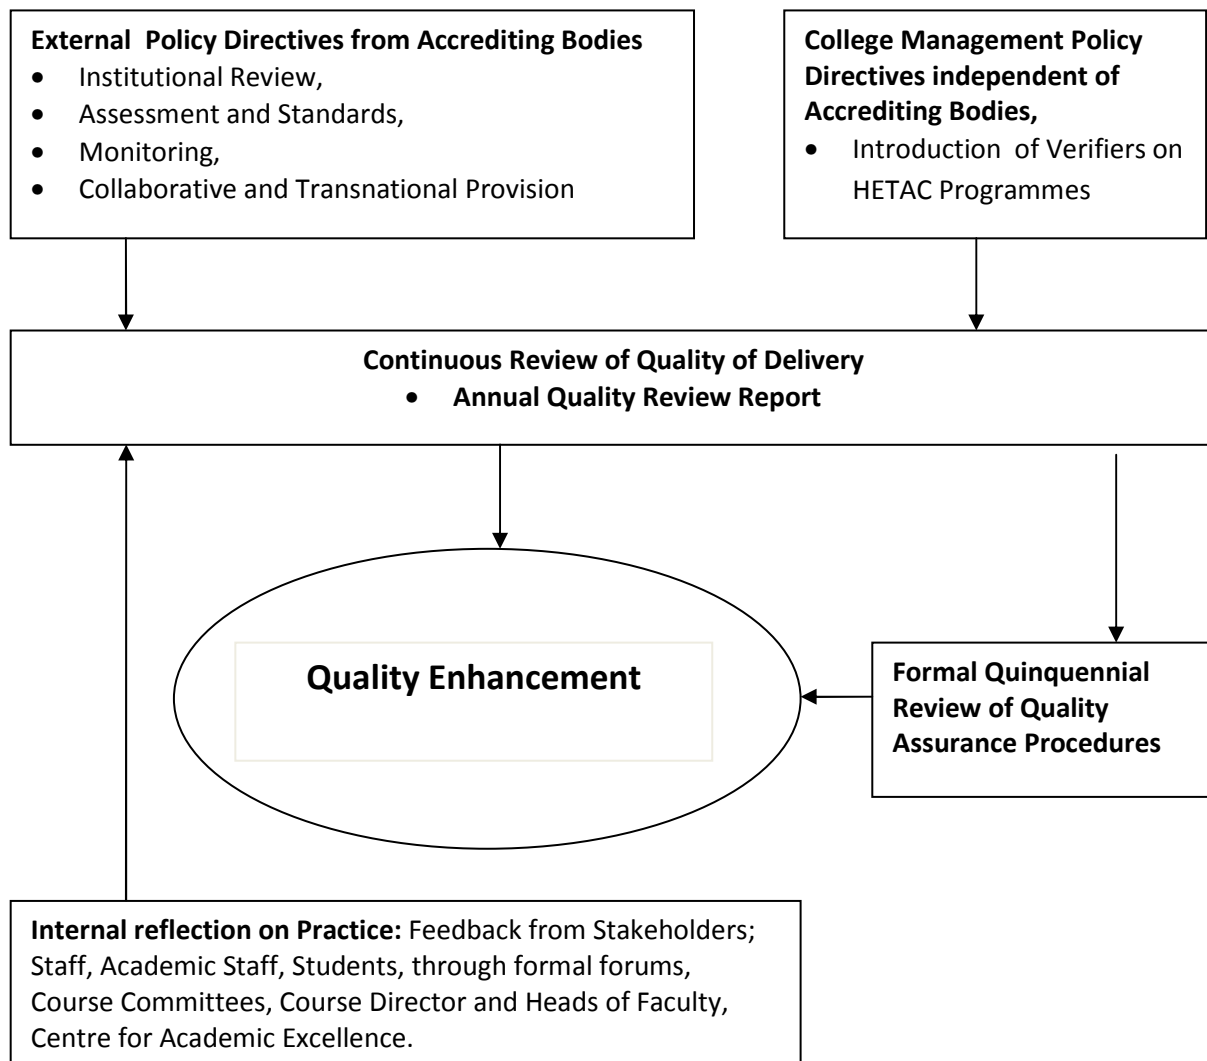 External  Policy Directives from Accrediting Bodies
• Institutional Review,
• Assessment and Standards,
• Monitoring,
• Collaborative and Transnational Provision
College Management Policy
Directives independent of
Accrediting Bodies,
• Introduction  of Verifiers on
HETAC Programmes
Continuous Review of Quality of Delivery
• Annual Quality Review Report
Quality Enhancement
Formal Quinquennial
Review of Quality
Assurance Procedures
Internal reflection on Practice: Feedback from Stakeholders;
Staff, Academic Staff, Students, through formal forums,
Course Committees, Course Director and Heads of Faculty,
Centre for Academic Excellence.